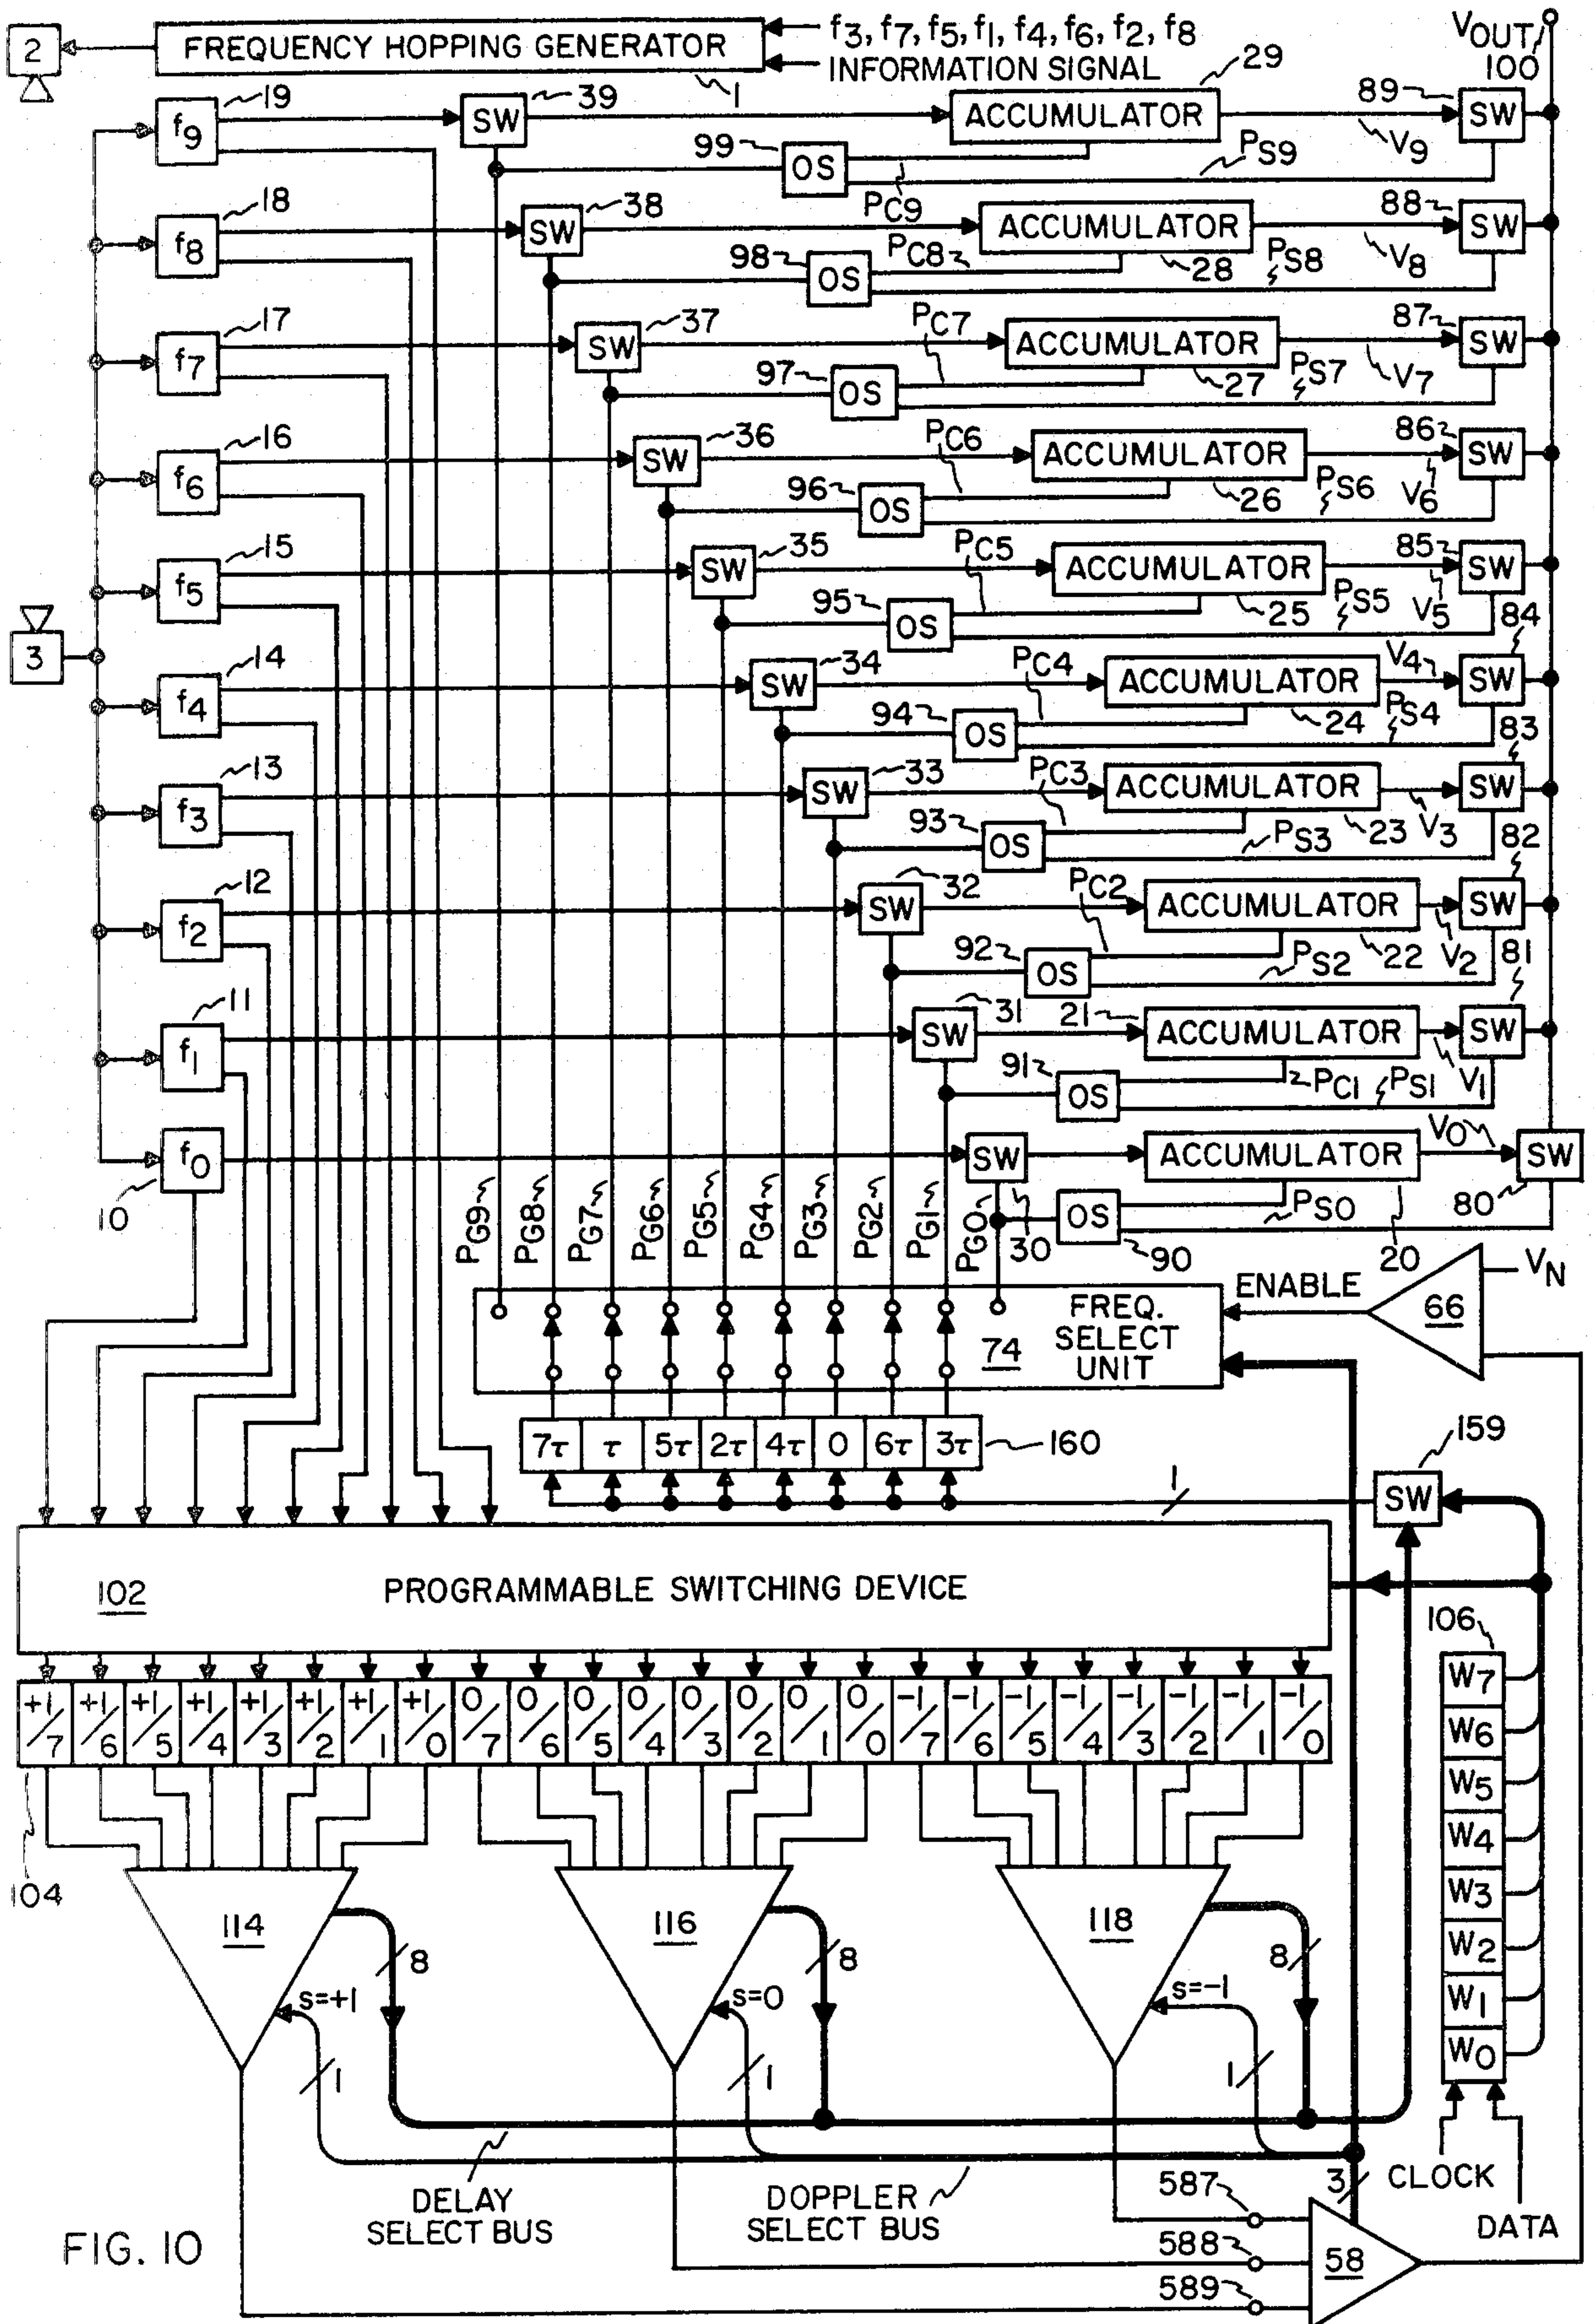 f3, f7, f5, f1, f4, f6, f2, f8
FREQUENCY HOPPING GENERATOR
INFORMATION SIGNAL
1
2
VOUT
100
f9
19
SW
39
ACCUMULATOR
29
89
SW
V9
99
OS
PC9
PS9
f8
18
SW
38
ACCUMULATOR
28
88
SW
V8
98
OS
PC8
PS8
f7
17
SW
37
ACCUMULATOR
27
87
SW
V7
97
OS
PC7
PS7
f6
16
SW
36
ACCUMULATOR
26
86
SW
V6
96
OS
PC6
PS6
f5
15
SW
35
ACCUMULATOR
25
85
SW
V5
95
OS
PC5
PS5
3
f4
14
SW
34
ACCUMULATOR
24
84
SW
V4
94
OS
PC4
PS4
f3
13
SW
33
ACCUMULATOR
23
83
SW
V3
93
OS
PC3
PS3
f2
12
SW
32
ACCUMULATOR
22
82
SW
V2
92
OS
PC2
PS2
f1
11
SW
31
21
ACCUMULATOR
81
SW
V1
91
OS
PC1
PS1
f0
10
SW
30
ACCUMULATOR
20
V0
SW
80
OS
90
PS0
PG9
PG8
PG7
PG6
PG5
PG4
PG3
PG2
PG1
PG0
FREQ.
SELECT
UNIT
74
ENABLE
66
VN
7τ τ 5τ 2τ 4τ 0 6τ 3τ
160
1
159
SW
102
PROGRAMMABLE SWITCHING DEVICE
106
W7
W6
W5
W4
W3
W2
W1
W0
+1/7 +1/6 +1/5 +1/4 +1/3 +1/2 +1/1 +1/0 0/7 0/6 0/5 0/4 0/3 0/2 0/1 0/0 -1/7 -1/6 -1/5 -1/4 -1/3 -1/2 -1/1 -1/0
104
114
8
s=+1
1
116
8
s=0
1
118
8
s=-1
1
DELAY
SELECT BUS
DOPPLER
SELECT BUS
3
CLOCK
DATA
587
588
589
58
FIG. 10